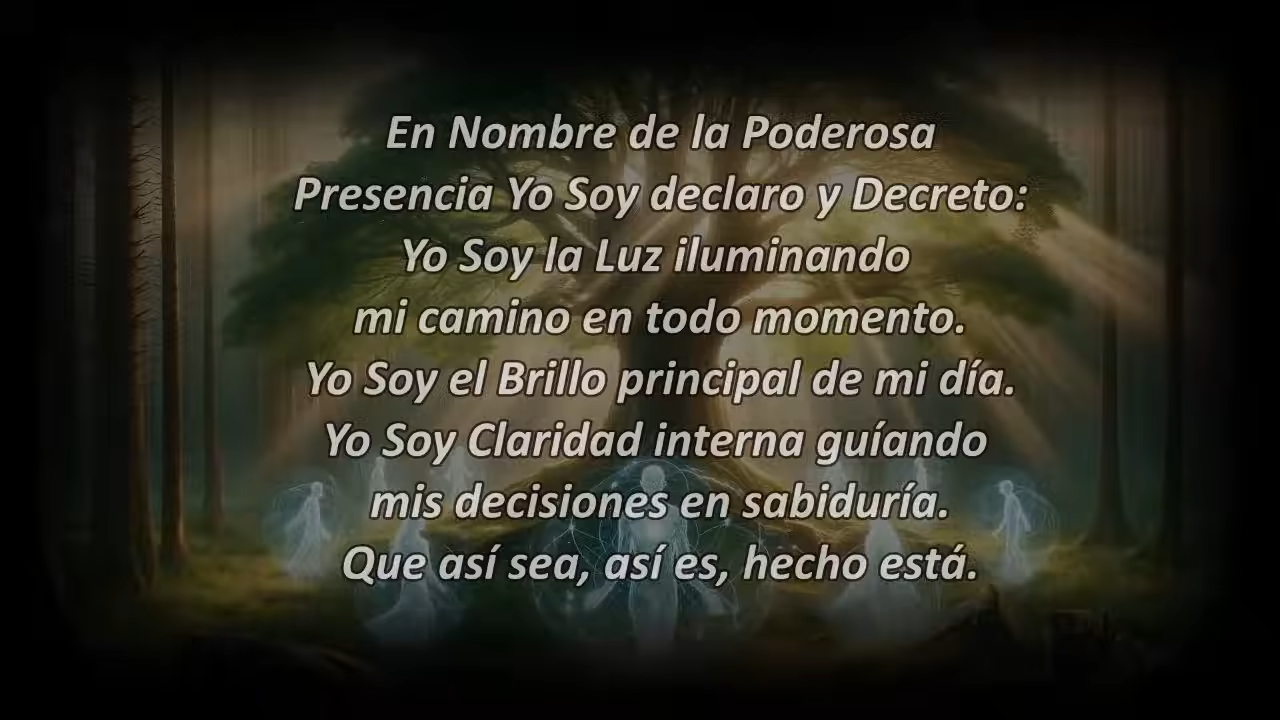 En Nombre de la Poderosa
Presencia Yo Soy declaro y Decreto:
Yo Soy la Luz iluminando
mi camino en todo momento.
Yo Soy el Brillo principal de mi día.
Yo Soy Claridad interna guíando
mis decisiones en sabiduría.
Que así sea, así es, hecho está.